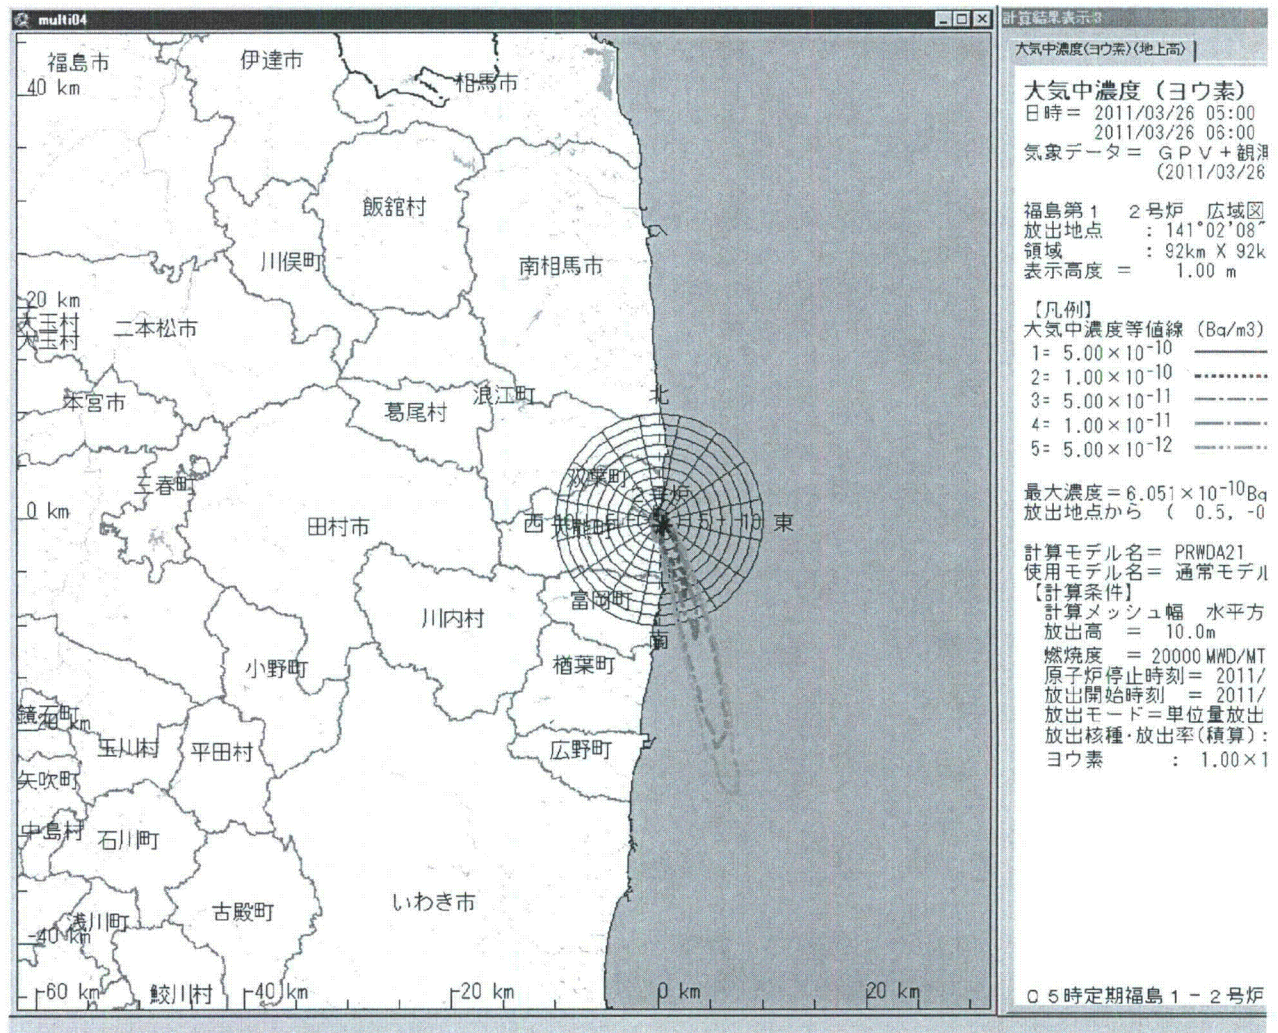 multi04
福島市
伊達市
相馬市
40 km
飯舘村
川俣町
南相馬市
20 km
大玉村
大玉村
二本松市
本宮市
浪江町
北
葛尾村
三春町
双葉町
2号炉
0 km
田村市
西
大熊町
5
10
東
川内村
富岡町
南
小野町
楢葉町
鏡石町
玉川村
平田村
広野町
矢吹町
中島村
石川町
浅川町
古殿町
いわき市
-40 km
-60 km
鮫川村
-40 km
-20 km
0 km
20 km
計算結果表示3
大気中濃度(ヨウ素)(地上高)
大気中濃度(ヨウ素)
日時= 2011/03/26 05:00
2011/03/26 06:00
気象データ= GPV+観測
(2011/03/26
福島第1 2号炉 広域図
放出地点 : 141°02'08"
領域 : 92km X 92k
表示高度 = 1.00 m
【凡例】
大気中濃度等値線 (Bq/m3)
1= 5.00×10-10
2= 1.00×10-10
3= 5.00×10-11
4= 1.00×10-11
5= 5.00×10-12
最大濃度=6.051×10-10Bq
放出地点から ( 0.5, -0
計算モデル名= PRWDA21
使用モデル名= 通常モデル
【計算条件】
計算メッシュ幅 水平方
放出高 = 10.0m
燃焼度 = 20000MWD/MT
原子炉停止時刻= 2011/
放出開始時刻 = 2011/
放出モード=単位量放出
放出核種・放出率(積算):
ヨウ素 : 1.00×1
05時定期福島1-2号炉